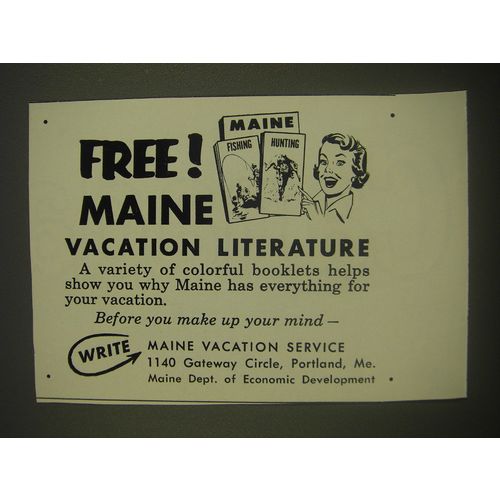 FREE!
MAINE
FISHING
HUNTING
MAINE
VACATION LITERATURE
A variety of colorful booklets helps
show you why Maine has everything for
your vacation.
Before you make up your mind —
WRITE
MAINE VACATION SERVICE
1140 Gateway Circle, Portland, Me.
Maine Dept. of Economic Development